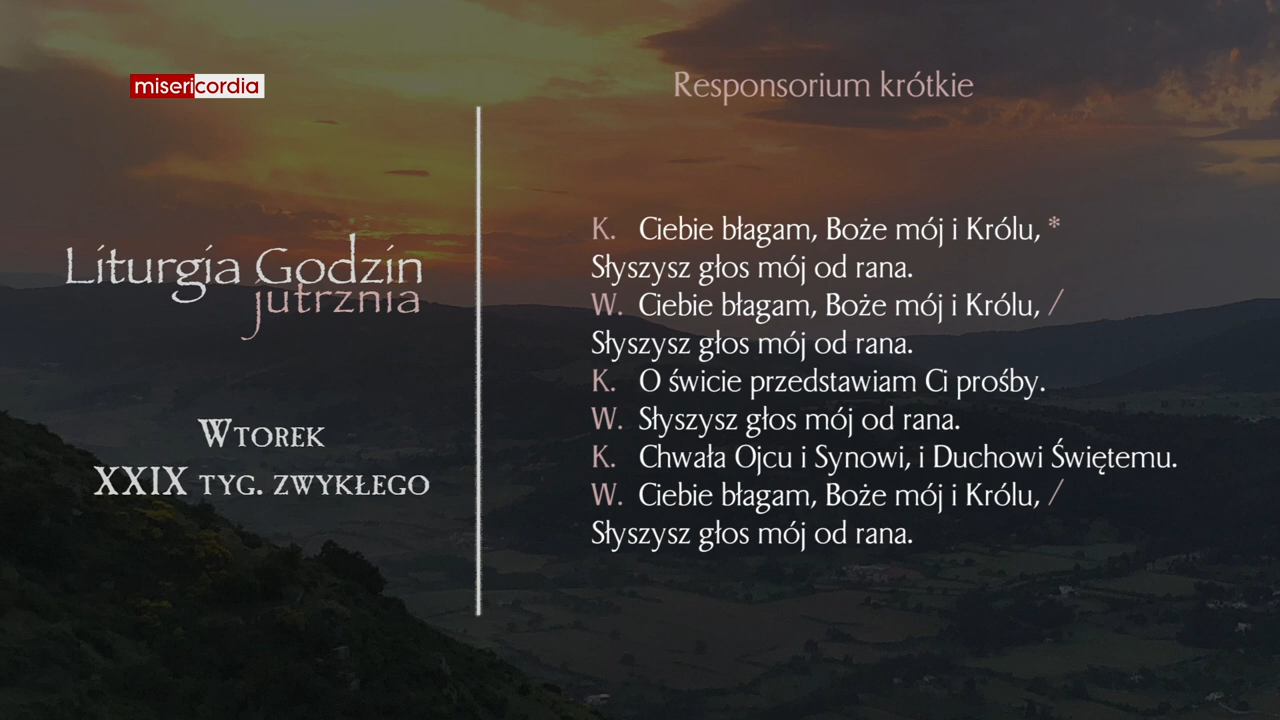 misericordia
Liturgia Godzin
jutrznia
Wtorek
XXIX tyg. zwykłego
Responsorium krótkie
K. Ciebie błagam, Boże mój i Królu, *
Słyszysz głos mój od rana.
W. Ciebie błagam, Boże mój i Królu, /
Słyszysz głos mój od rana.
K. O świcie przedstawiam Ci prośby.
W. Słyszysz głos mój od rana.
K. Chwała Ojcu i Synowi, i Duchowi Świętemu.
W. Ciebie błagam, Boże mój i Królu, /
Słyszysz głos mój od rana.